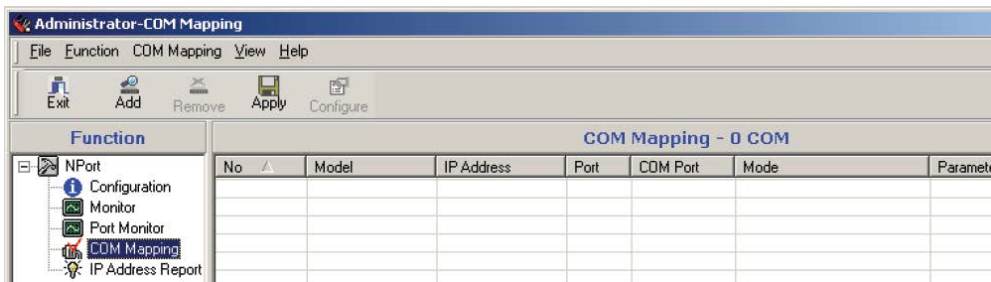 Administrator-COM Mapping
File Function COM Mapping View Help
Exit Add Remove Apply Configure
Function
COM Mapping - 0 COM
No Model IP Address Port COM Port Mode Paramete
NPort
Configuration
Monitor
Port Monitor
COM Mapping
IP Address Report